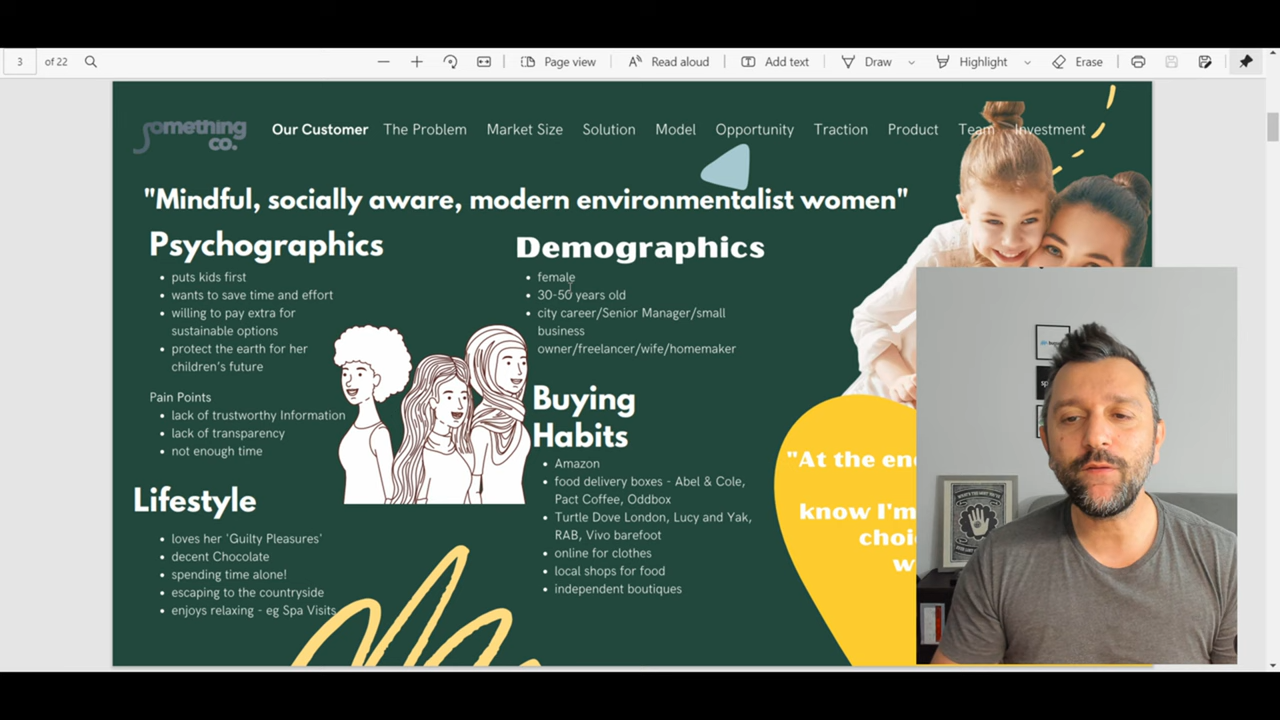 3 of 22 Page view Read aloud Add text Draw Highlight Erase
something
co.
Our Customer The Problem Market Size Solution Model Opportunity Traction Product Team Investment
"Mindful, socially aware, modern environmentalist women"
Psychographics
puts kids first
wants to save time and effort
willing to pay extra for
sustainable options
protect the earth for her
children's future
Pain Points
lack of trustworthy Information
lack of transparency
not enough time
Lifestyle
loves her 'Guilty Pleasures'
decent Chocolate
spending time alone!
escaping to the countryside
enjoys relaxing - eg Spa Visits
Demographics
female
30-50 years old
city career/Senior Manager/small
business
owner/freelancer/wife/homemaker
Buying
Habits
Amazon
food delivery boxes - Abel & Cole,
Pact Coffee, Oddbox
Turtle Dove London, Lucy and Yak,
RAB, Vivo barefoot
online for clothes
local shops for food
independent boutiques
"At the
know I'm